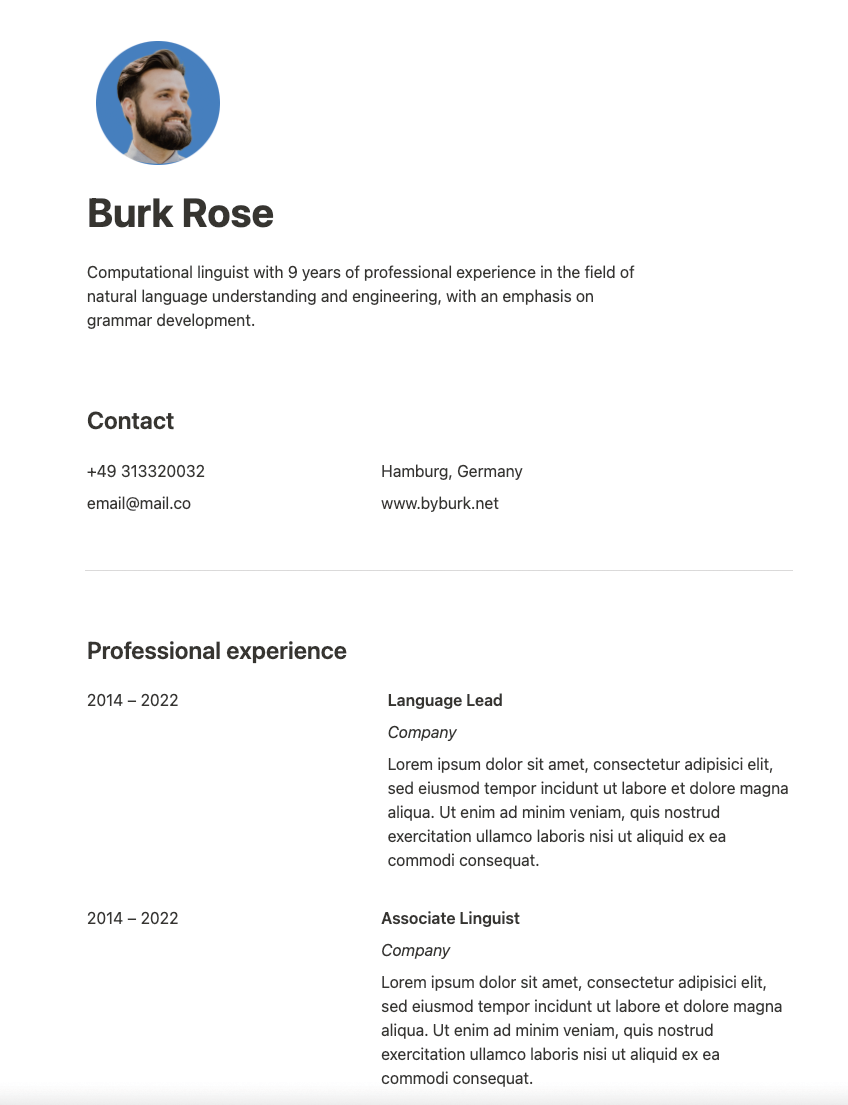 Burk Rose
Computational linguist with 9 years of professional experience in the field of
natural language understanding and engineering, with an emphasis on
grammar development.
Contact
+49 313320032
Hamburg, Germany
email@mail.co
www.byburk.net
Professional experience
2014 – 2022
Language Lead
Company
Lorem ipsum dolor sit amet, consectetur adipisici elit,
sed eiusmod tempor incidunt ut labore et dolore magna
aliqua. Ut enim ad minim veniam, quis nostrud
exercitation ullamco laboris nisi ut aliquid ex ea
commodi consequat.
2014 – 2022
Associate Linguist
Company
Lorem ipsum dolor sit amet, consectetur adipisici elit,
sed eiusmod tempor incidunt ut labore et dolore magna
aliqua. Ut enim ad minim veniam, quis nostrud
exercitation ullamco laboris nisi ut aliquid ex ea
commodi consequat.